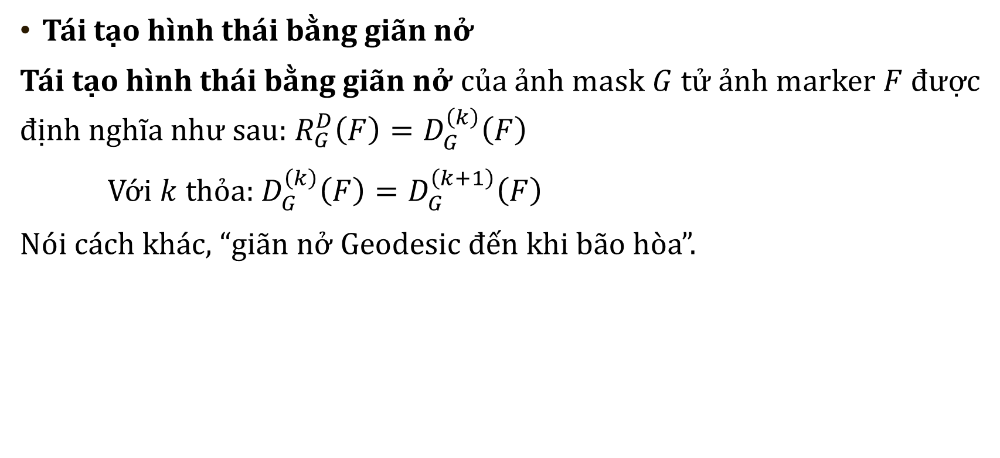 • Tái tạo hình thái bằng giãn nở
Tái tạo hình thái bằng giãn nở của ảnh mask G tử ảnh marker F được
định nghĩa như sau: R_G^D(F) = D_G^(k)(F)
Với k thỏa: D_G^(k)(F) = D_G^(k+1)(F)
Nói cách khác, “giãn nở Geodesic đến khi bão hòa”.